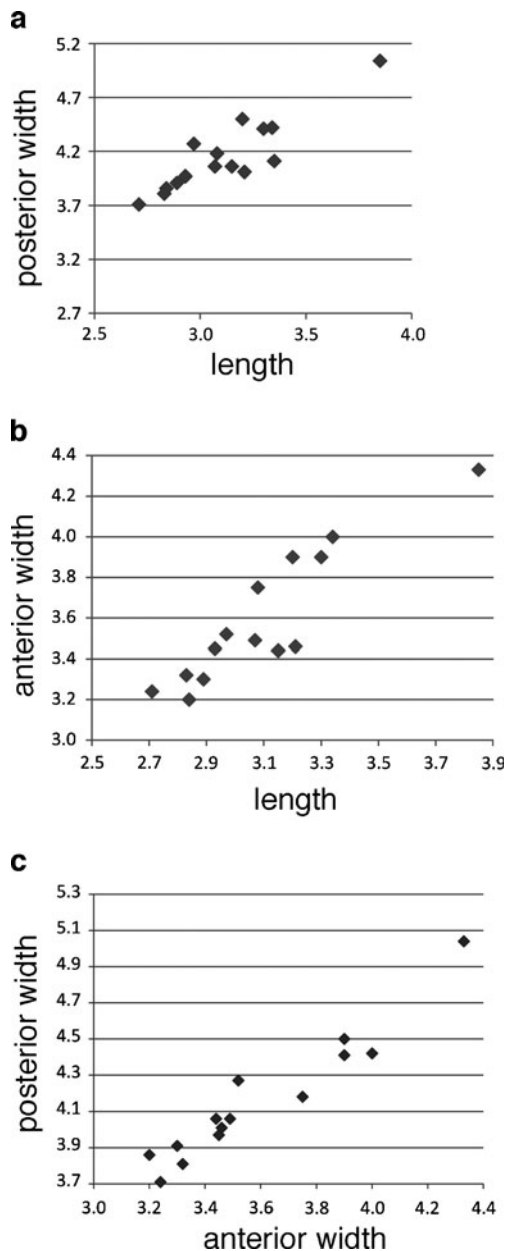 a
5.2
4.7
4.2
3.7
3.2
2.7
posterior width
2.5 3.0 3.5 4.0
length
b
4.4
4.2
4.0
3.8
3.6
3.4
3.2
3.0
anterior width
2.5 2.7 2.9 3.1 3.3 3.5 3.7 3.9
length
c
5.3
5.1
4.9
4.7
4.5
4.3
4.1
3.9
3.7
posterior width
3.0 3.2 3.4 3.6 3.8 4.0 4.2 4.4
anterior width